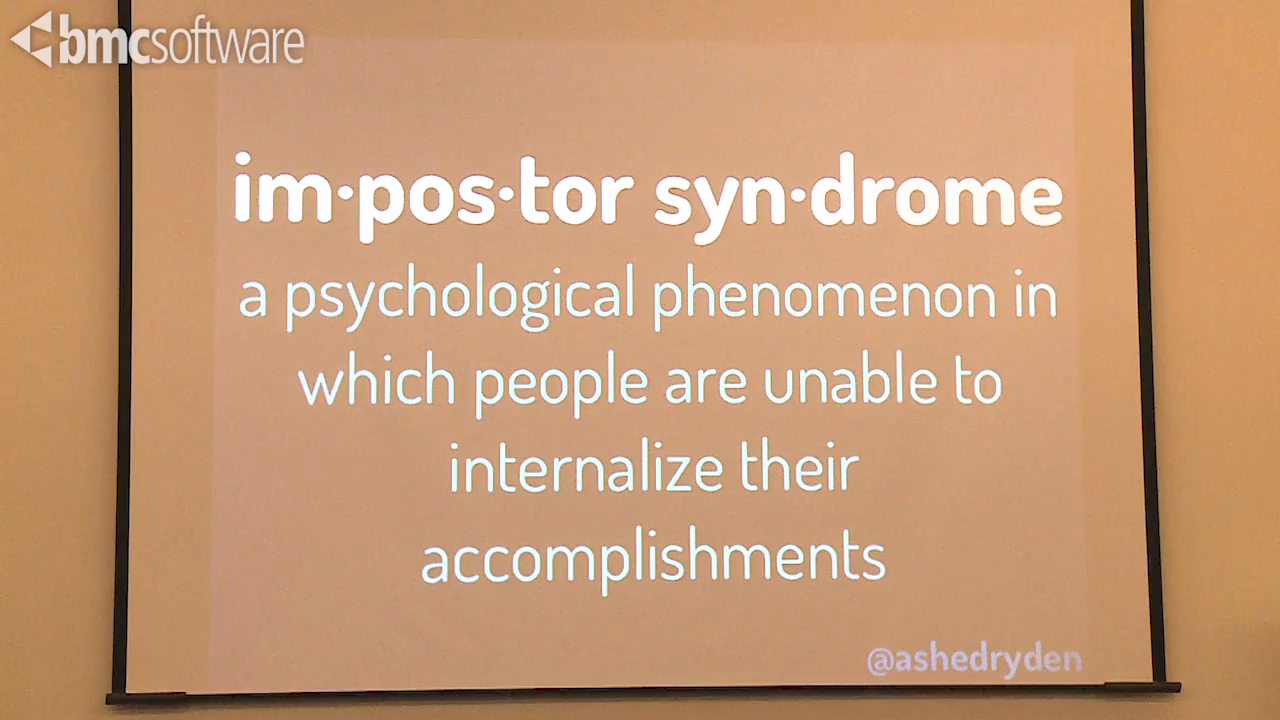 bmcsoftware
im·pos·tor syn·drome
a psychological phenomenon in
which people are unable to
internalize their
accomplishments
@ashedryden